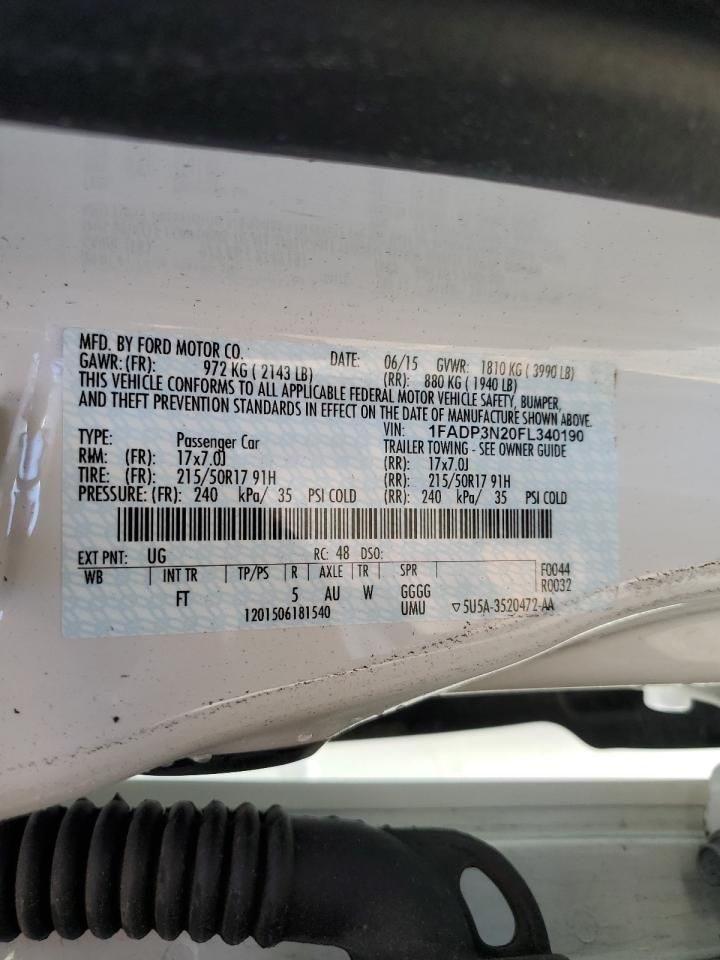 MFD. BY FORD MOTOR CO. DATE: 06/15 GVWR: 1810 KG ( 3990 LB)
GAWR: (FR): 972 KG ( 2143 LB) (RR): 880 KG ( 1940 LB)
THIS VEHICLE CONFORMS TO ALL APPLICABLE FEDERAL MOTOR VEHICLE SAFETY, BUMPER,
AND THEFT PREVENTION STANDARDS IN EFFECT ON THE DATE OF MANUFACTURE SHOWN ABOVE.
VIN: 1FADP3N20FL340190
TYPE: Passenger Car TRAILER TOWING - SEE OWNER GUIDE
RIM: (FR): 17x7.0J (RR): 17x7.0J
TIRE: (FR): 215/50R17 91H (RR): 215/50R17 91H
PRESSURE: (FR): 240 kPa/ 35 PSI COLD (RR): 240 kPa/ 35 PSI COLD
EXT PNT: UG RC: 48 DSO: F0044
WB INT TR TP/PS R AXLE TR SPR R0032
FT 5 AU W GGGG
1201506181540 UMU ▽5U5A-3520472-AA